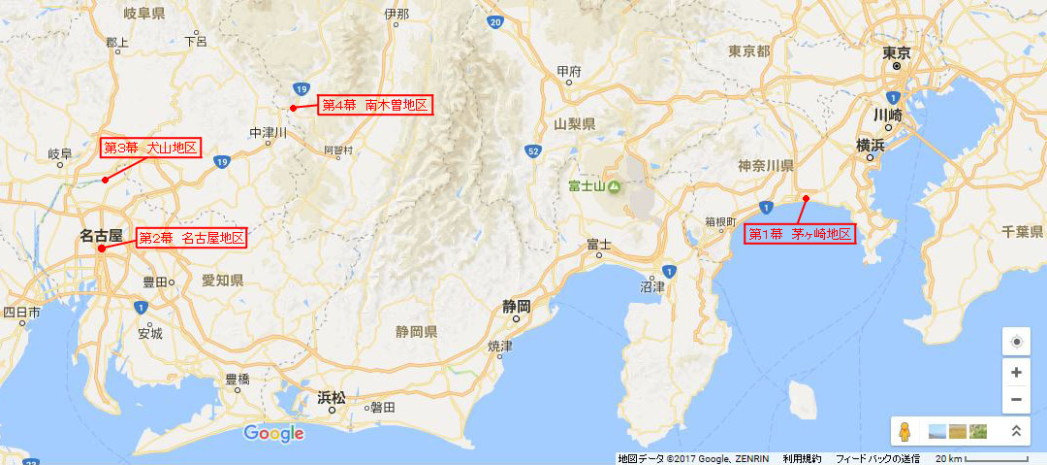 岐阜県
伊那
20
郡上
下呂
東京都
東京
甲府
19
第4幕 南木曽地区
1
川崎
山梨県
中津川
第3幕 犬山地区
阿智村
52
横浜
岐阜
19
神奈川県
富士山
1
箱根町
名古屋
第2幕 名古屋地区
第1幕 茅ヶ崎地区
千葉県
富士
豊田
愛知県
1
沼津
四日市
1
静岡
安城
静岡県
焼津
豊橋
浜松
磐田
Google
地図データ ©2017 Google、ZENRIN 利用規約 フィードバックの送信 20 km